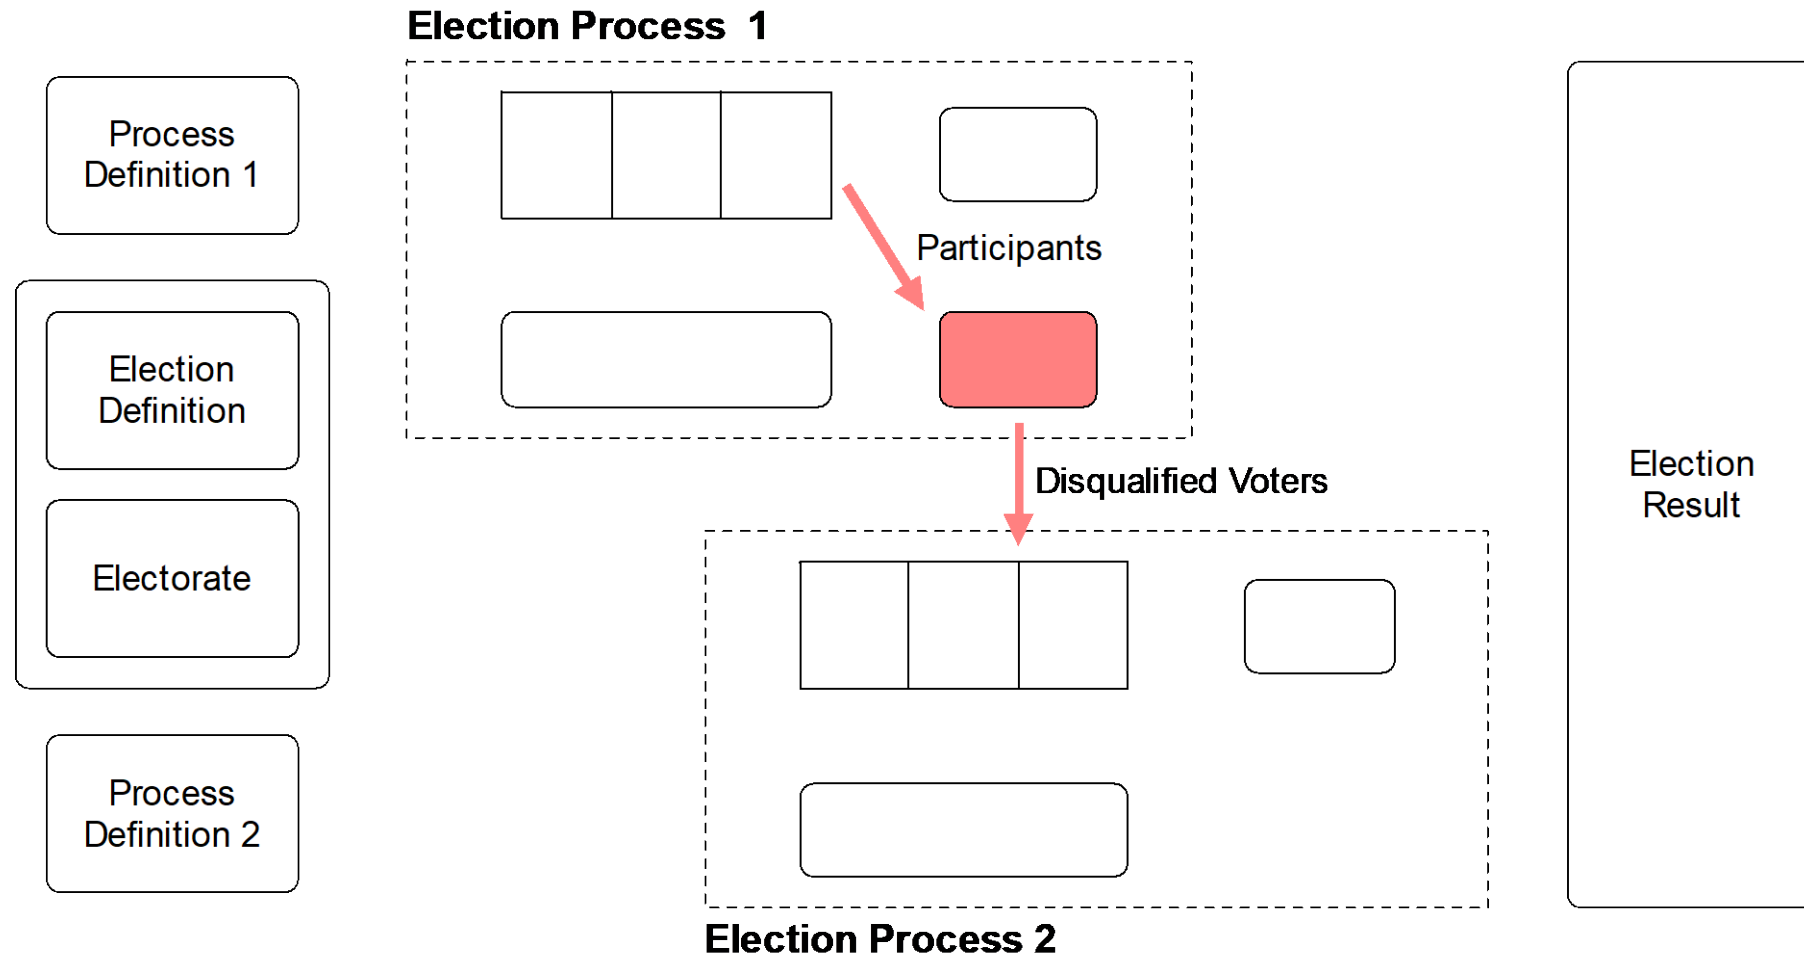 Election Process  1
Process
Definition 1
Participants
Election
Definition
Disqualified Voters
Election
Result
Electorate
Process
Definition 2
Election Process 2